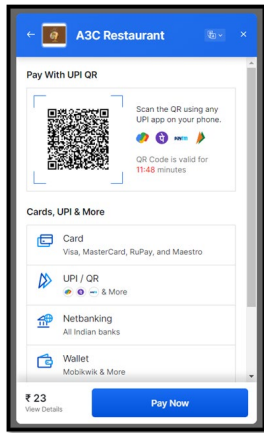 A3C Restaurant
Pay With UPI QR
Scan the QR using any
UPI app on your phone.
QR Code is valid for
11:48 minutes
Cards, UPI & More
Card
Visa, MasterCard, RuPay, and Maestro
UPI / QR
& More
Netbanking
All Indian banks
Wallet
Mobikwik & More
₹ 23
View Details
Pay Now